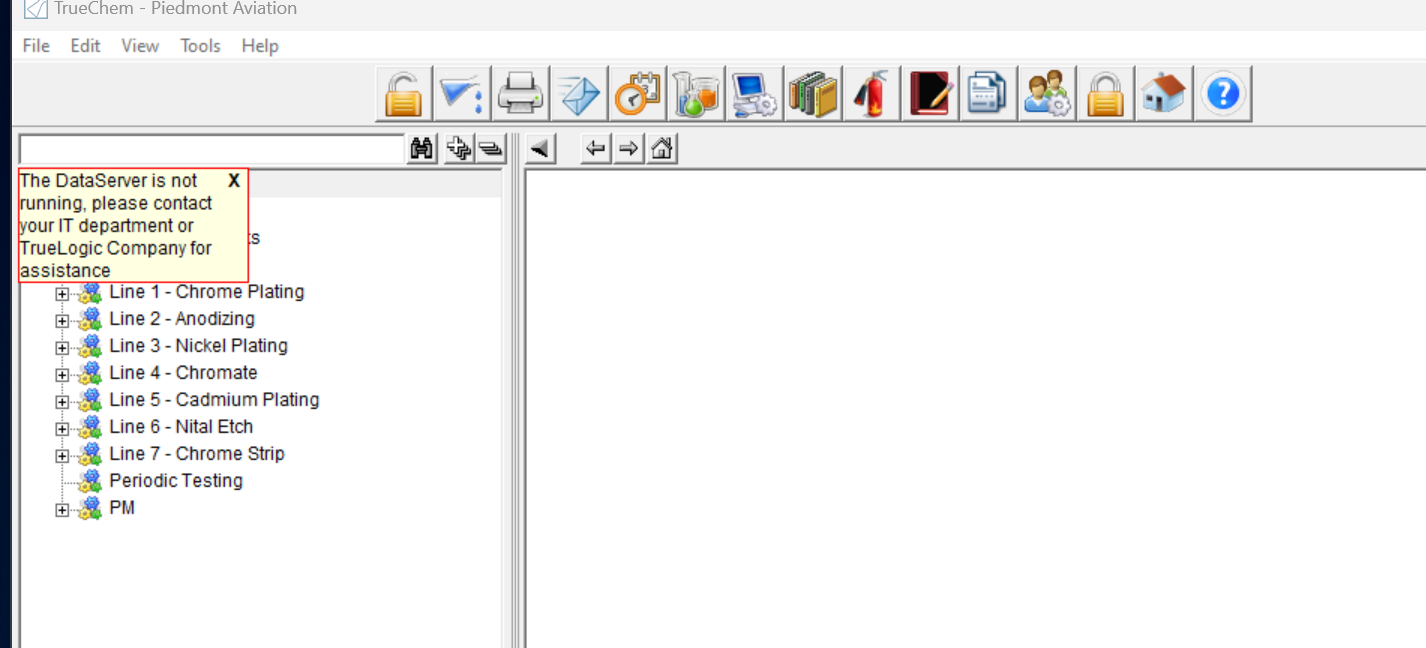 TrueChem - Piedmont Aviation
File Edit View Tools Help
The DataServer is not X
running, please contact
your IT department or
TrueLogic Company for
assistance
Line 1 - Chrome Plating
Line 2 - Anodizing
Line 3 - Nickel Plating
Line 4 - Chromate
Line 5 - Cadmium Plating
Line 6 - Nital Etch
Line 7 - Chrome Strip
Periodic Testing
PM